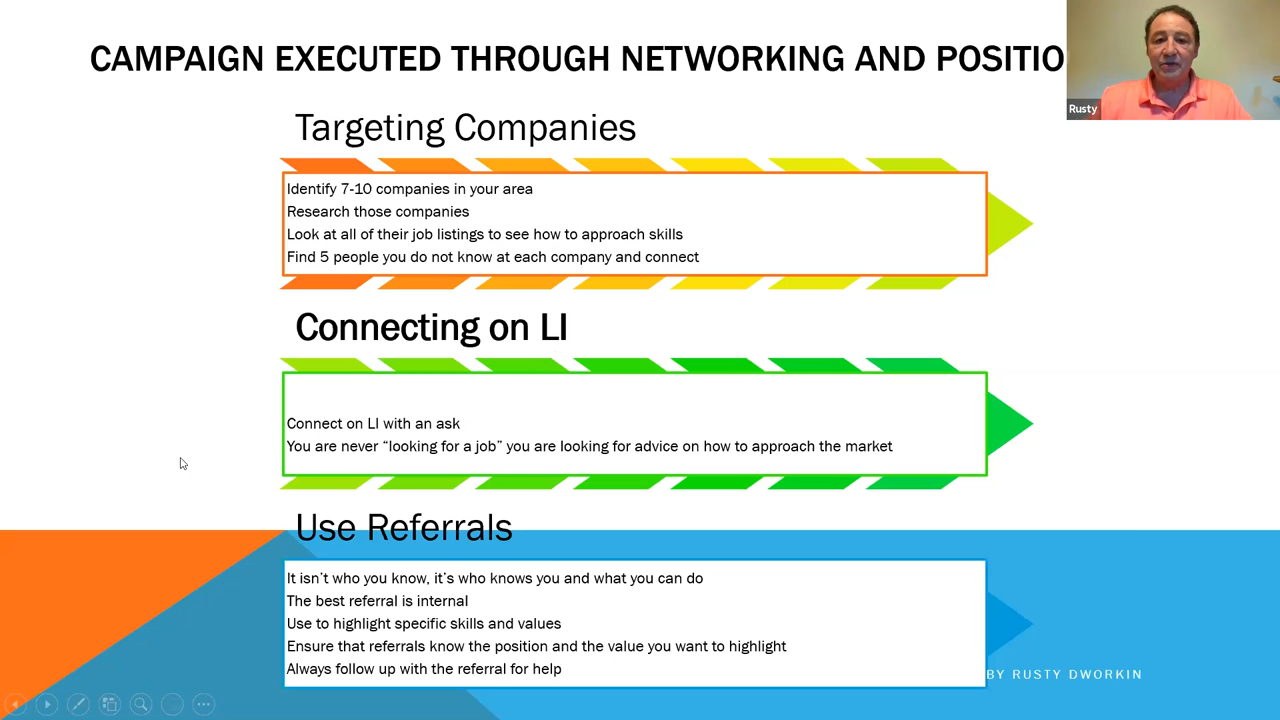 CAMPAIGN EXECUTED THROUGH NETWORKING AND
Rusty
Targeting Companies
Identify 7-10 companies in your area
Research those companies
Look at all of their job listings to see how to approach skills
Find 5 people you do not know at each company and connect
Connecting on LI
Connect on LI with an ask
You are never “looking for a job” you are looking for advice on how to approach the market
Use Referrals
It isn’t who you know, it’s who knows you and what you can do
The best referral is internal
Use to highlight specific skills and values
Ensure that referrals know the position and the value you want to highlight
Always follow up with the referral for help
BY RUSTY DWORKIN